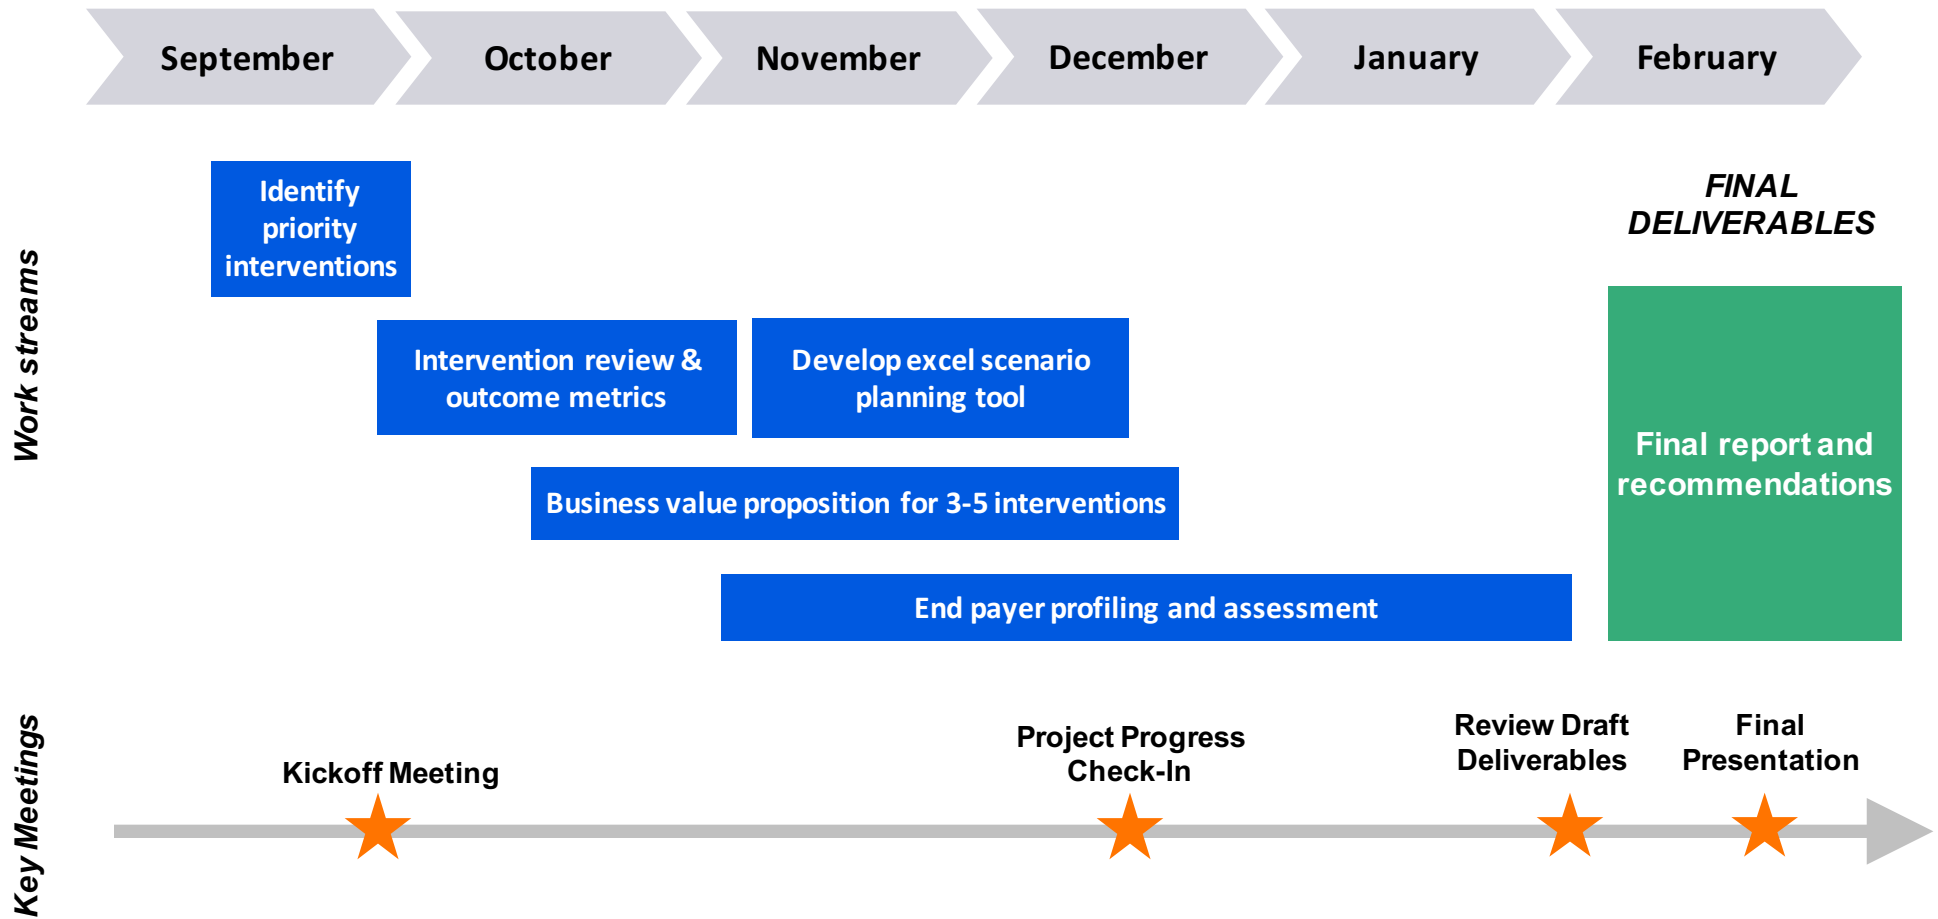 September
October
November
December
January
February
Work streams
Identify
priority
interventions
FINAL
DELIVERABLES
Intervention review &
outcome metrics
Develop excel scenario
planning tool
Final report and
recommendations
Business value proposition for 3-5 interventions
End payer profiling and assessment
Key Meetings
Kickoff Meeting
Project Progress
Check-In
Review Draft
Deliverables
Final
Presentation